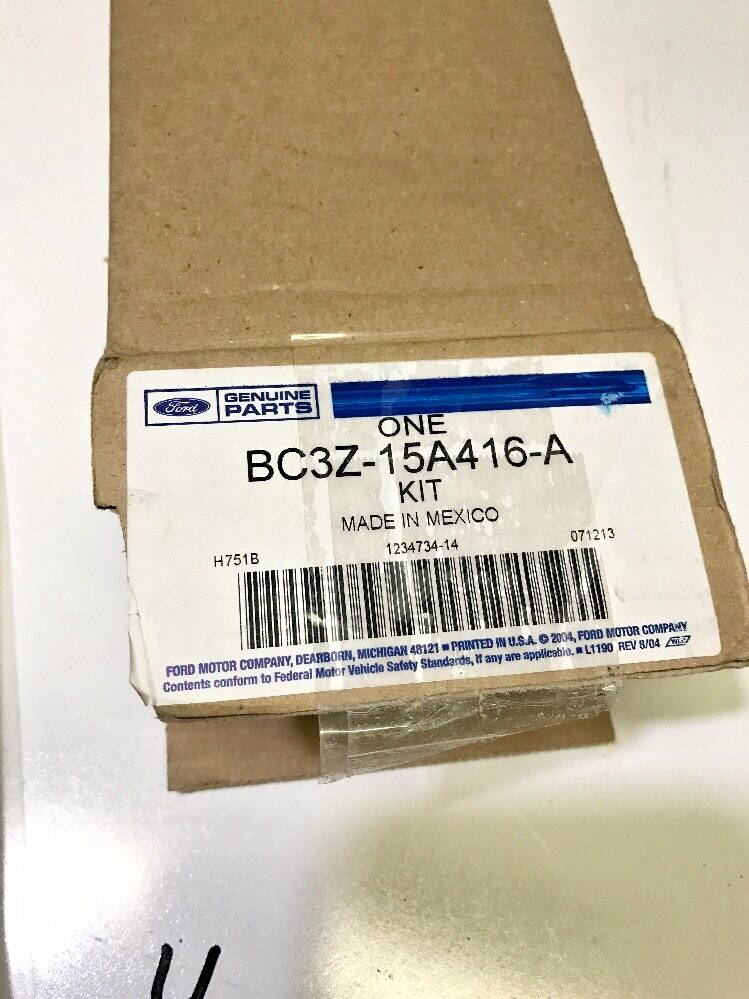 Ford GENUINE PARTS
ONE
BC3Z-15A416-A
KIT
MADE IN MEXICO
1234734-14
H751B 071213
FORD MOTOR COMPANY, DEARBORN, MICHIGAN 48121 ■ PRINTED IN U.S.A. © 2004, FORD MOTOR COMPANY
Contents conform to Federal Motor Vehicle Safety Standards, if any are applicable. ■ L1190 REV 8/04